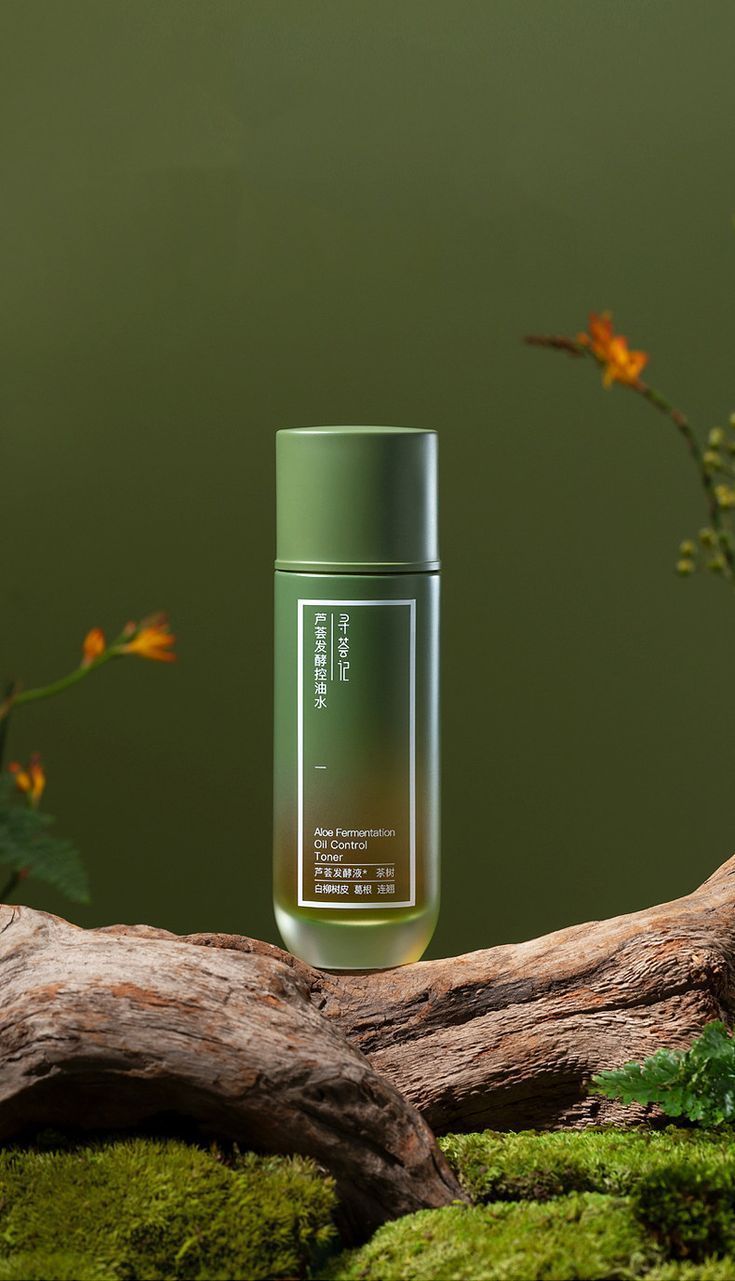 寻荟记
芦荟发酵控油水
Aloe Fermentation
Oil Control
Toner
芦荟发酵液* 茶树
白柳树皮 葛根 连翘